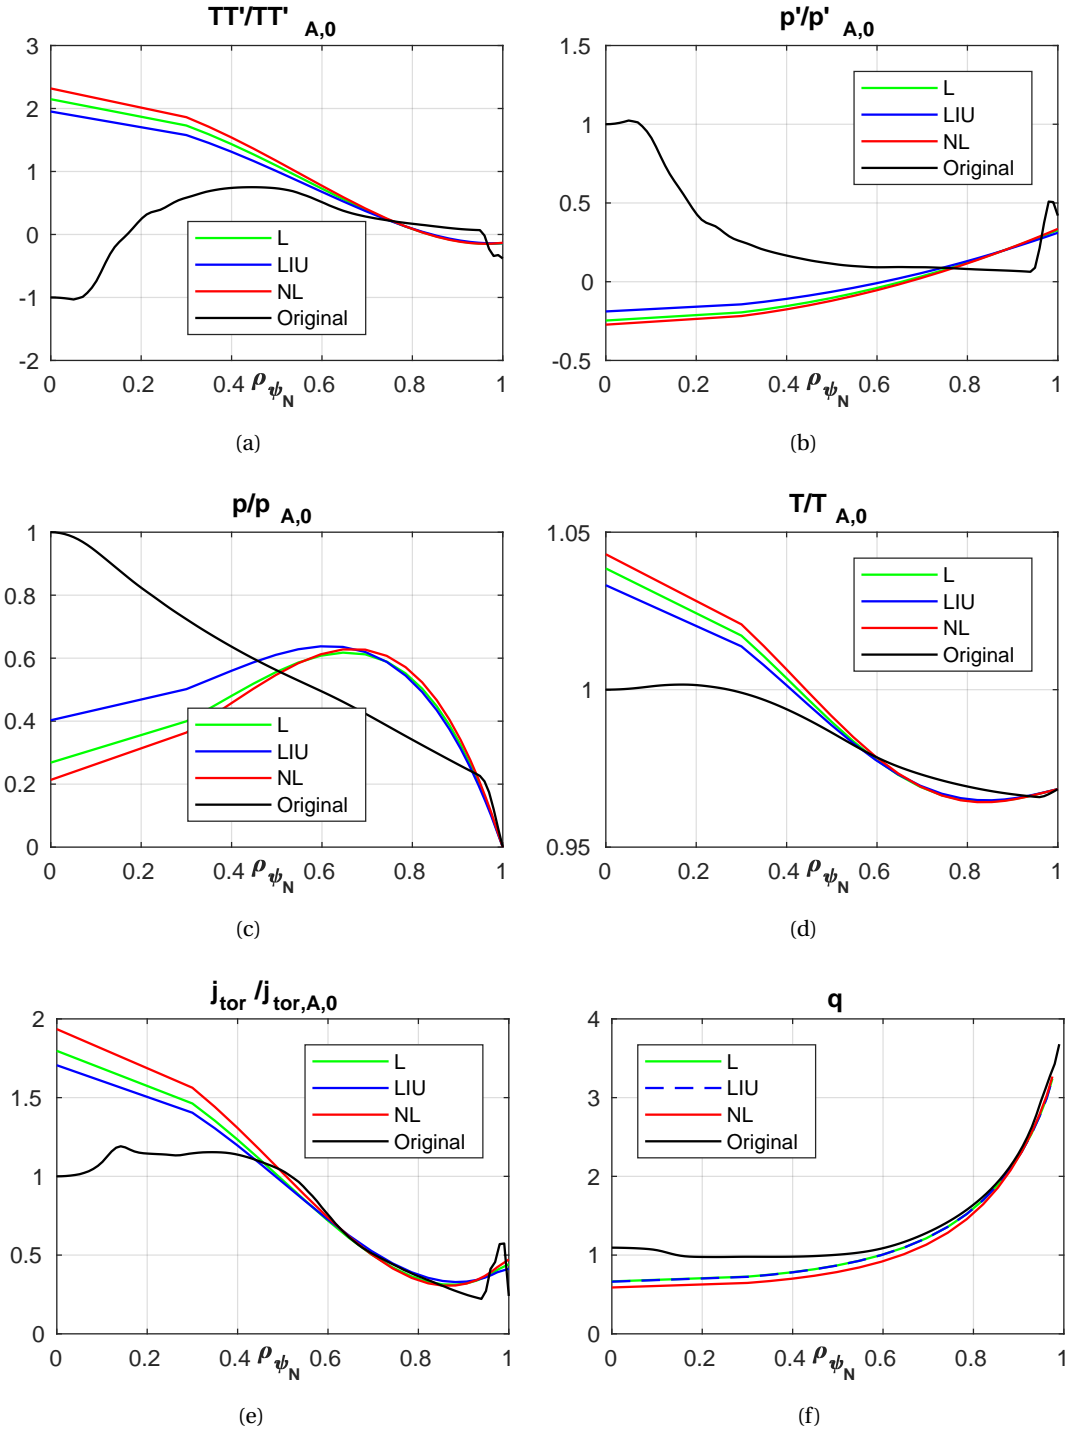 TT'/TT' A,0
3
2
1
0
-1
-2
L
LIU
NL
Original
0 0.2 0.4 0.6 0.8 1
ρψN
(a)
p'/p' A,0
1.5
1
0.5
0
-0.5
L
LIU
NL
Original
0 0.2 0.4 0.6 0.8 1
ρψN
(b)
p/p A,0
1
0.8
0.6
0.4
0.2
0
L
LIU
NL
Original
0 0.2 0.4 0.6 0.8 1
ρψN
(c)
T/T A,0
1.05
1
0.95
L
LIU
NL
Original
0 0.2 0.4 0.6 0.8 1
ρψN
(d)
jtor /jtor,A,0
2
1.5
1
0.5
0
L
LIU
NL
Original
0 0.2 0.4 0.6 0.8 1
ρψN
(e)
q
4
3
2
1
0
L
LIU
NL
Original
0 0.2 0.4 0.6 0.8 1
ρψN
(f)